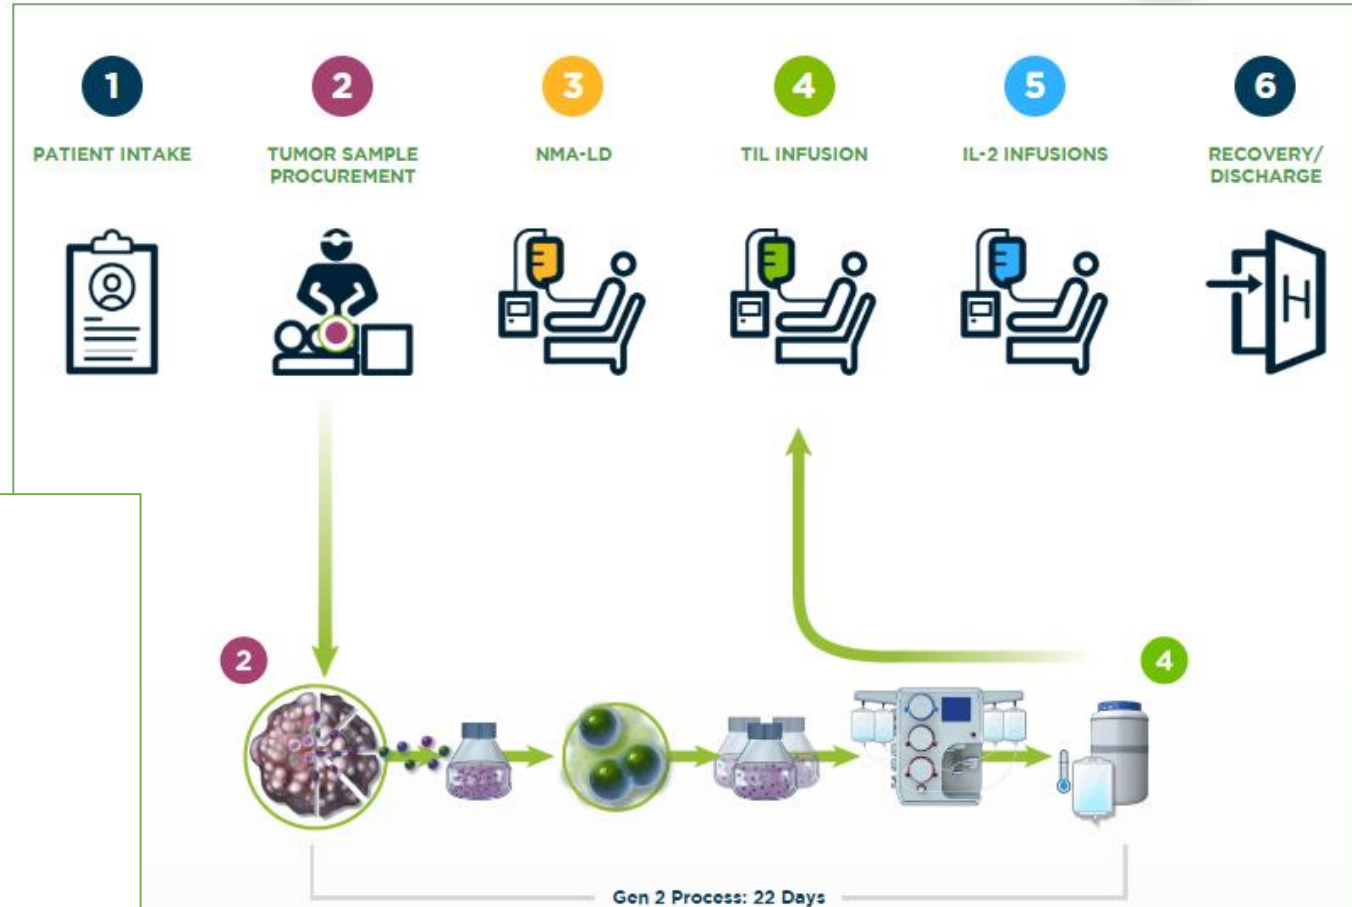 1
2
3
4
5
6
PATIENT INTAKE
TUMOR SAMPLE
PROCUREMENT
NMA-LD
TIL INFUSION
IL-2 INFUSIONS
RECOVERY/
DISCHARGE
H
2
4
Gen 2 Process: 22 Days